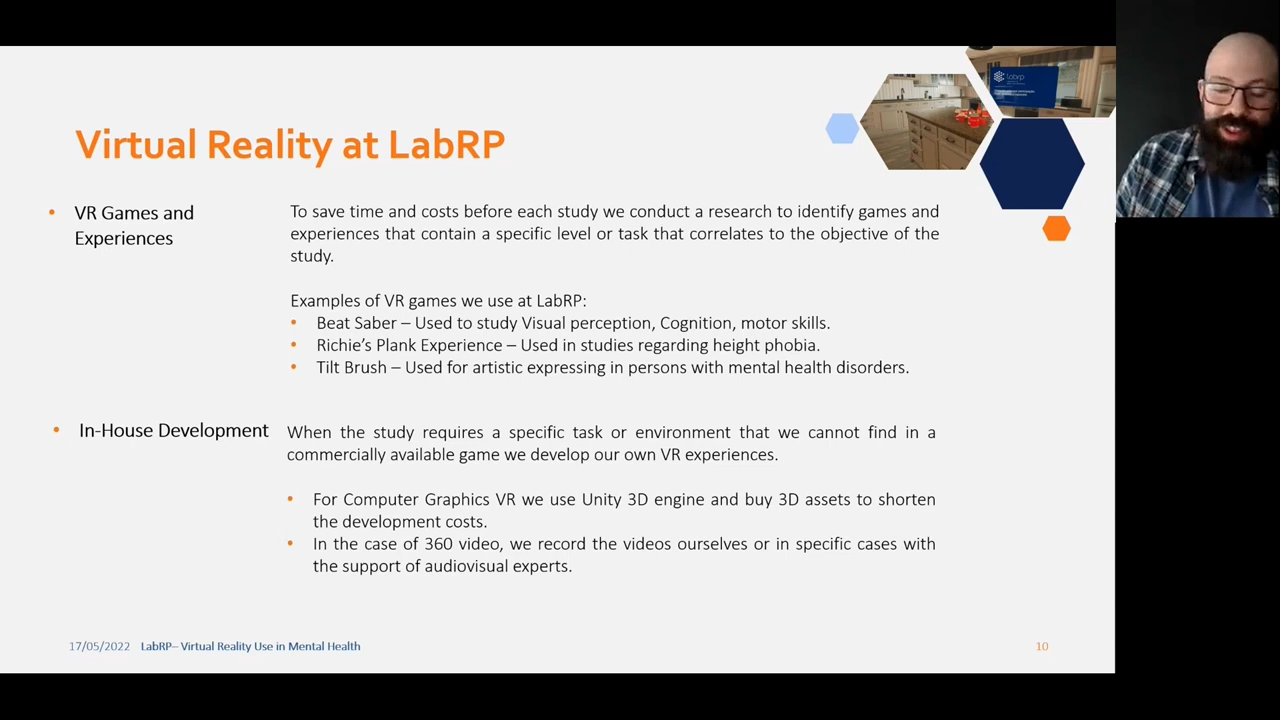 labrp
Virtual Reality at LabRP
• VR Games and
Experiences
To save time and costs before each study we conduct a research to identify games and
experiences that contain a specific level or task that correlates to the objective of the
study.
Examples of VR games we use at LabRP:
• Beat Saber – Used to study Visual perception, Cognition, motor skills.
• Richie’s Plank Experience – Used in studies regarding height phobia.
• Tilt Brush – Used for artistic expressing in persons with mental health disorders.
• In-House Development
When the study requires a specific task or environment that we cannot find in a
commercially available game we develop our own VR experiences.
• For Computer Graphics VR we use Unity 3D engine and buy 3D assets to shorten
the development costs.
• In the case of 360 video, we record the videos ourselves or in specific cases with
the support of audiovisual experts.
17/05/2022 LabRP– Virtual Reality Use in Mental Health 10